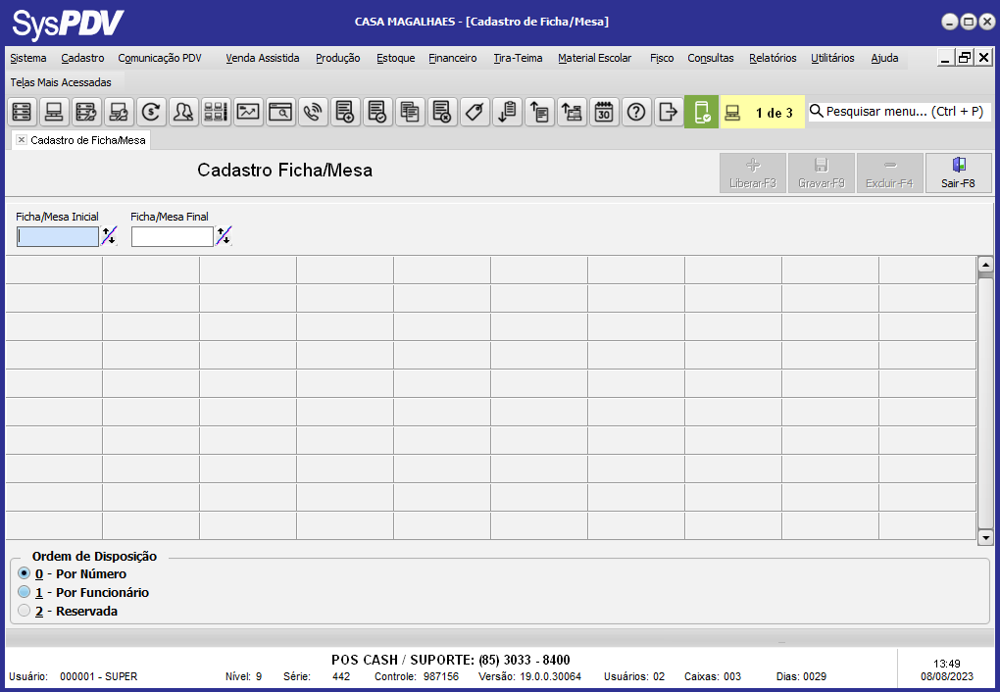 SysPDV
CASA MAGALHAES - [Cadastro de Ficha/Mesa]
Sistema Cadastro Comunicação PDV Venda Assistida Produção Estoque Financeiro Tira-Teima Material Escolar Fisco Consultas Relatórios Utilitários Ajuda
Telas Mais Acessadas
$ 30 ? 1 de 3 Pesquisar menu... (Ctrl + P)
Cadastro de Ficha/Mesa
Cadastro Ficha/Mesa
Liberar-F3 Gravar-F9 Excluir-F4 Sair-F8
Ficha/Mesa Inicial Ficha/Mesa Final
Ordem de Disposição
0 - Por Número
1 - Por Funcionário
2 - Reservada
POS CASH / SUPORTE: (85) 3033 - 8400
Usuário: 000001 - SUPER Nível: 9 Série: 442 Controle: 987156 Versão: 19.0.0.30064 Usuários: 02 Caixas: 003 Dias: 0029
13:49
08/08/2023